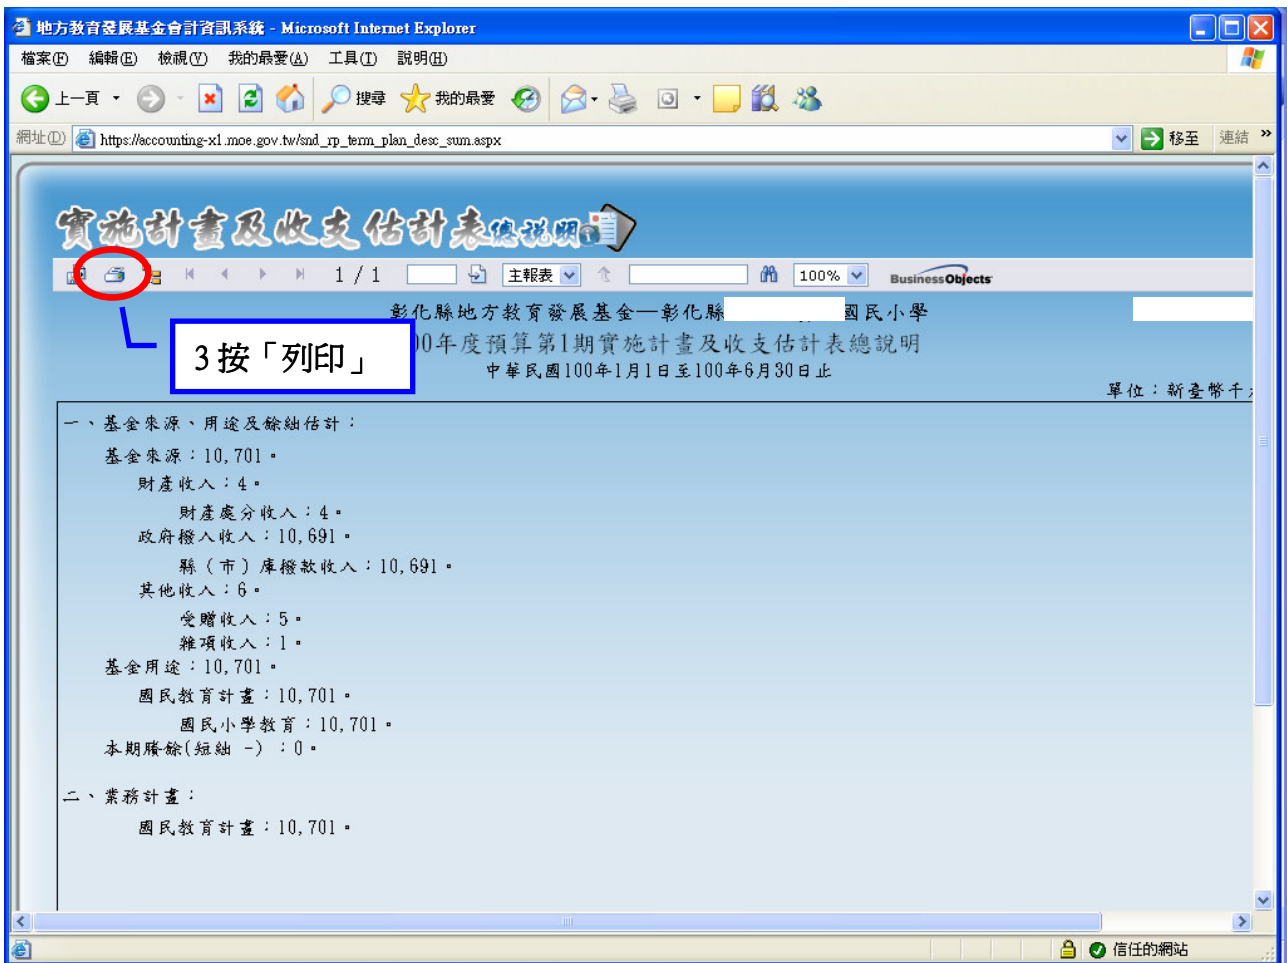 地方教育發展基金會計資訊系統 - Microsoft Internet Explorer
檔案(F) 編輯(E) 檢視(V) 我的最愛(A) 工具(T) 說明(H)
上一頁 搜尋 我的最愛
網址(D) https://accounting-x1.moe.gov.tw/snd_rp_term_plan_desc_sum.aspx 移至 連結 »
實施計畫及收支估計表總說明
1 / 1 主報表 100% BusinessObjects
彰化縣地方教育發展基金—彰化縣 國民小學
3按「列印」
00年度預算第1期實施計畫及收支估計表總說明
中華民國100年1月1日至100年6月30日止
單位：新臺幣千
一、基金來源、用途及餘絀估計：
基金來源：10,701。
財產收入：4。
財產處分收入：4。
政府撥入收入：10,691。
縣（市）庫撥款收入：10,691。
其他收入：6。
受贈收入：5。
雜項收入：1。
基金用途：10,701。
國民教育計畫：10,701。
國民小學教育：10,701。
本期賸餘(短絀 -) ：0。
二、業務計畫：
國民教育計畫：10,701。
信任的網站